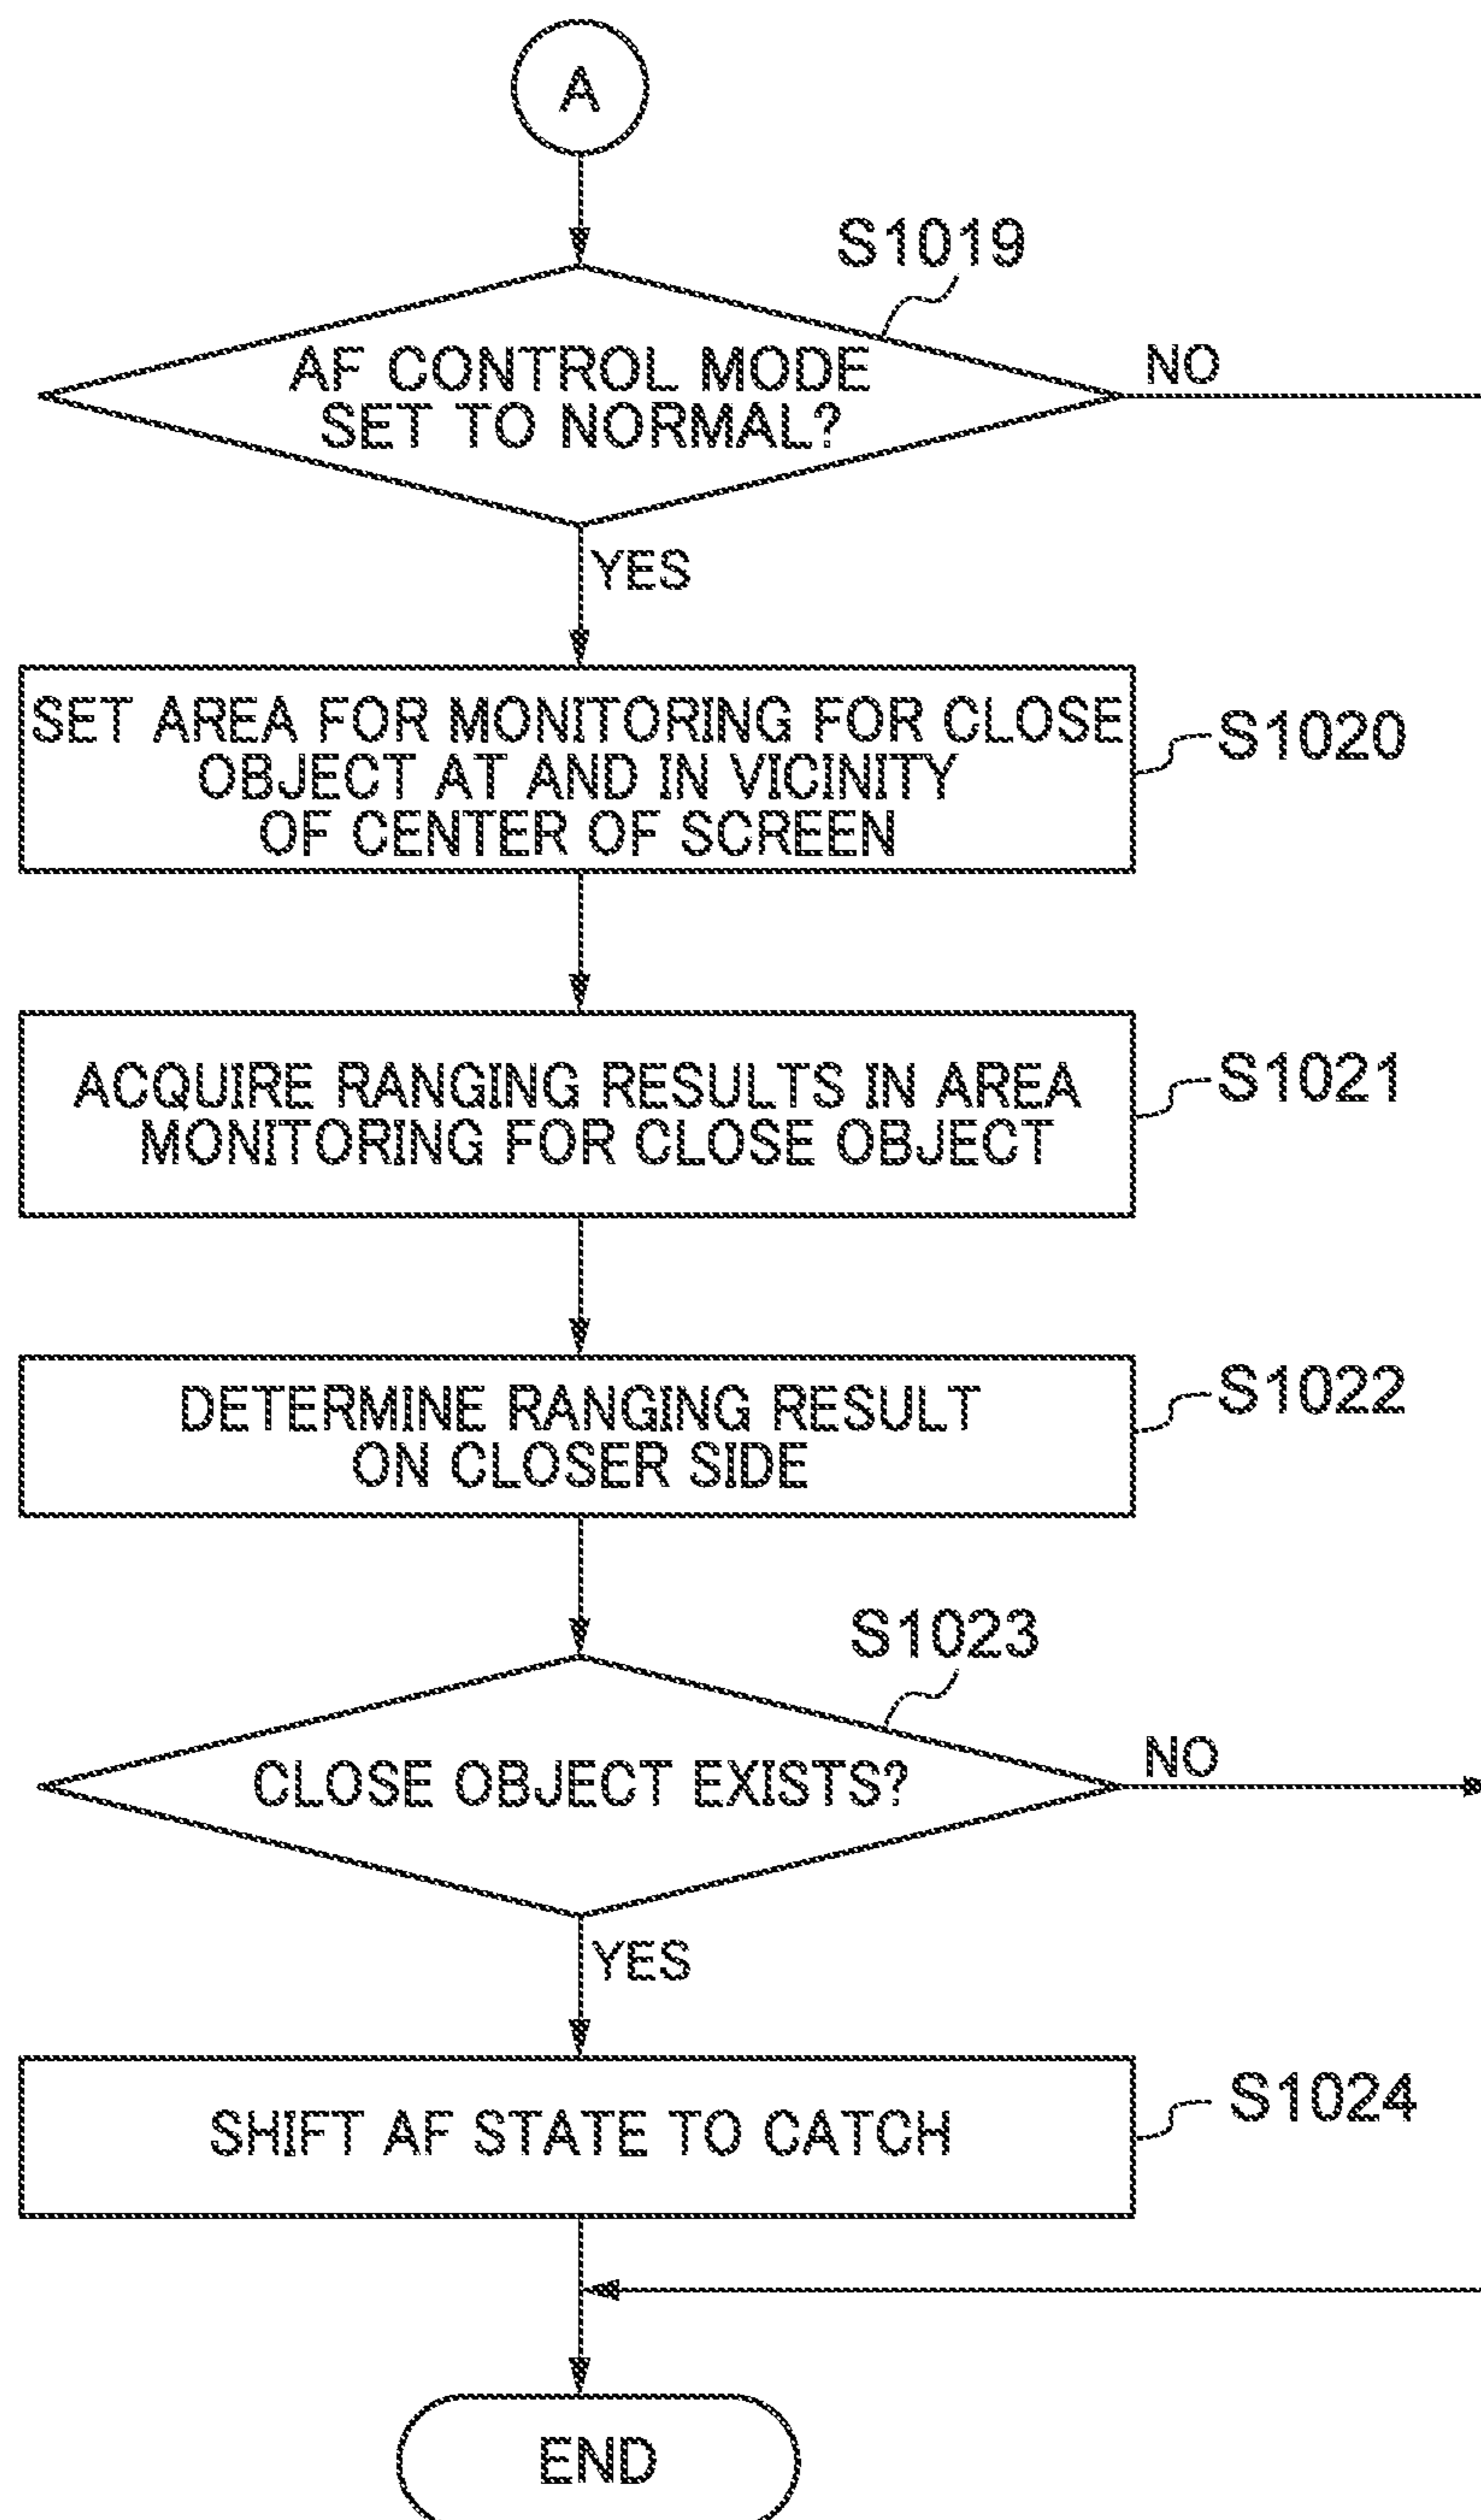 A
S1019
AF CONTROL MODE
SET TO NORMAL?
NO
YES
SET AREA FOR MONITORING FOR CLOSE
OBJECT AT AND IN VICINITY
OF CENTER OF SCREEN
S1020
ACQUIRE RANGING RESULTS IN AREA
MONITORING FOR CLOSE OBJECT
S1021
DETERMINE RANGING RESULT
ON CLOSER SIDE
S1022
S1023
CLOSE OBJECT EXISTS?
NO
YES
SHIFT AF STATE TO CATCH
S1024
END